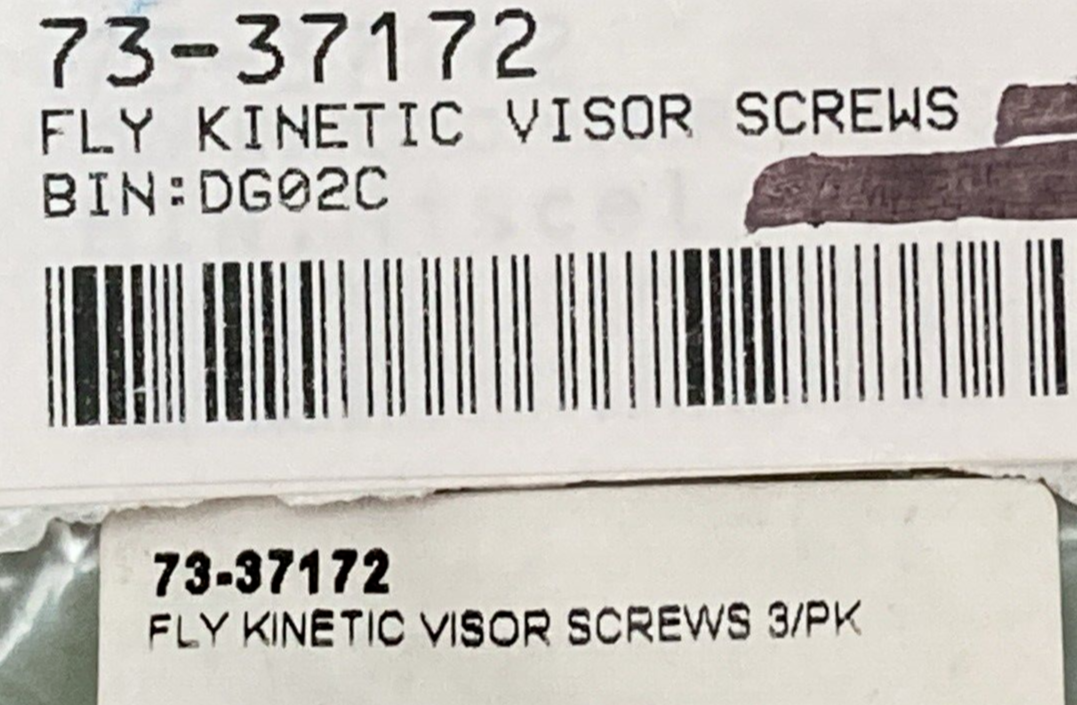 73-37172
FLY KINETIC VISOR SCREWS
BIN:DG02C
73-37172
FLY KINETIC VISOR SCREWS 3/PK